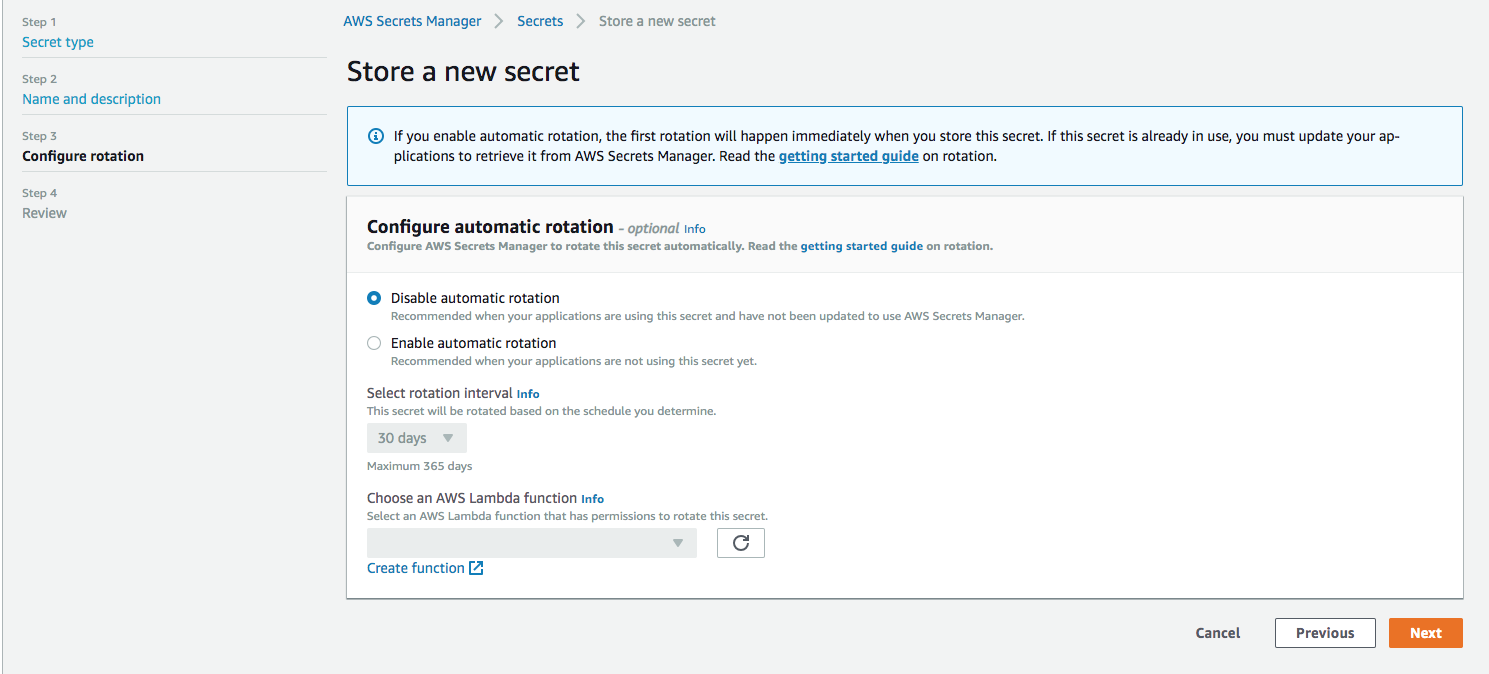 Step 1
Secret type
Step 2
Name and description
Step 3
Configure rotation
Step 4
Review
AWS Secrets Manager > Secrets > Store a new secret
Store a new secret
If you enable automatic rotation, the first rotation will happen immediately when you store this secret. If this secret is already in use, you must update your ap-
plications to retrieve it from AWS Secrets Manager. Read the getting started guide on rotation.
Configure automatic rotation - optional Info
Configure AWS Secrets Manager to rotate this secret automatically. Read the getting started guide on rotation.
Disable automatic rotation
Recommended when your applications are using this secret and have not been updated to use AWS Secrets Manager.
Enable automatic rotation
Recommended when your applications are not using this secret yet.
Select rotation interval Info
This secret will be rotated based on the schedule you determine.
30 days
Maximum 365 days
Choose an AWS Lambda function Info
Select an AWS Lambda function that has permissions to rotate this secret.
Create function
Cancel Previous Next